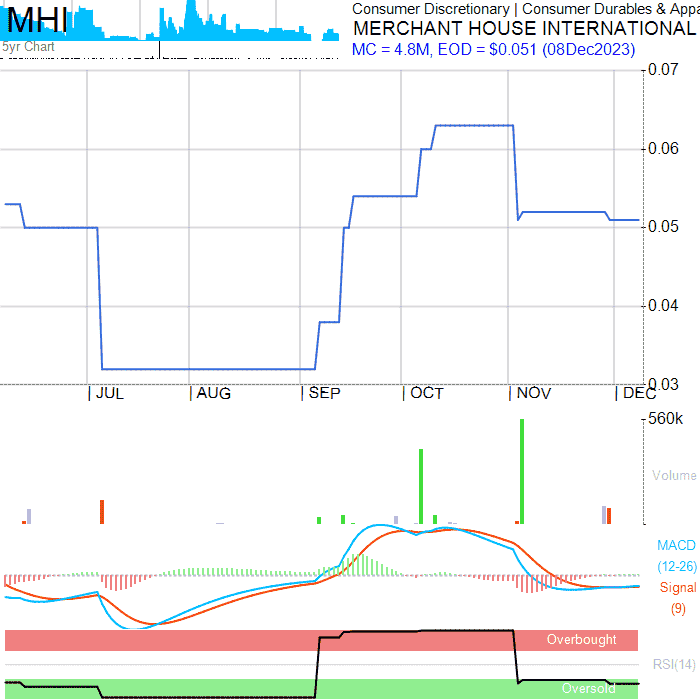 MHI
Consumer Discretionary | Consumer Durables & Appa
MERCHANT HOUSE INTERNATIONAL
5yr Chart
MC = 4.8M, EOD = $0.051 (08Dec2023)
0.07
0.06
0.05
0.04
0.03
JUL AUG SEP OCT NOV DEC
560k
Volume
MACD
(12-26)
Signal
(9)
Overbought
RSI(14)
Oversold